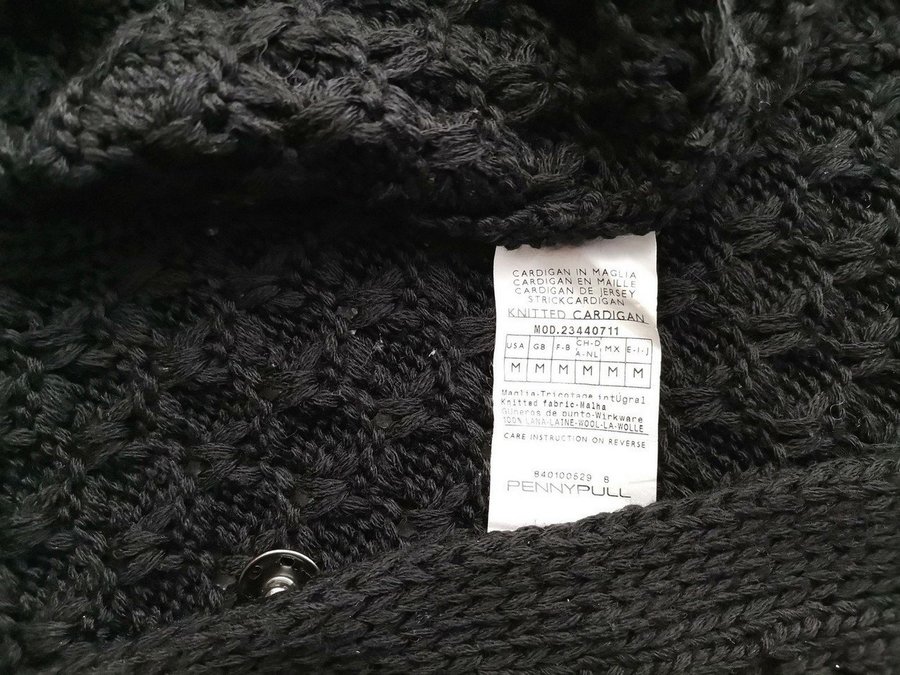 CARDIGAN IN MAGLIA
CARDIGAN EN MAILLE
CARDIGAN DE JERSEY
STRICKCARDIGAN
KNITTED CARDIGAN
MOD.23440711
USA GB F-B CH-D A-NL MX E-I-J
M M M M M M
Maglia-Tricotage intÜgral
Knitted fabric-Malha
GÜneros de punto-Wirkware
100% LANA-LAINE-WOOL-LA-WOLLE
CARE INSTRUCTION ON REVERSE
840100529 8
PENNYPULL